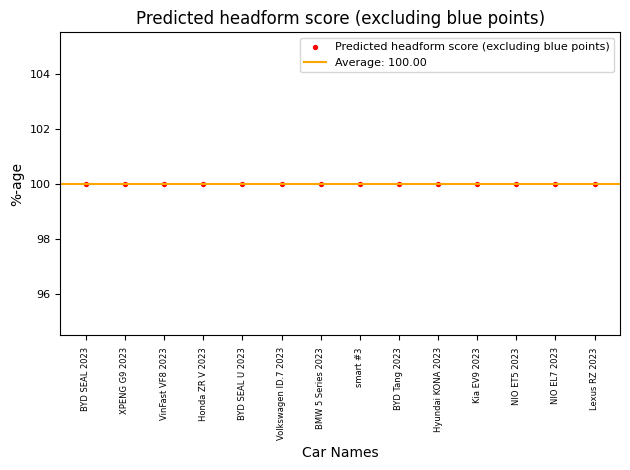 Predicted headform score (excluding blue points)
Predicted headform score (excluding blue points)
Average: 100.00
%-age
104
102
100
98
96
BYD SEAL 2023
XPENG G9 2023
VinFast VF8 2023
Honda ZR V 2023
BYD SEAL U 2023
Volkswagen ID.7 2023
BMW 5 Series 2023
smart #3
BYD Tang 2023
Hyundai KONA 2023
Kia EV9 2023
NIO ET5 2023
NIO EL7 2023
Lexus RZ 2023
Car Names